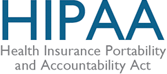 HIPAA
Health Insurance Portability
and Accountability Act